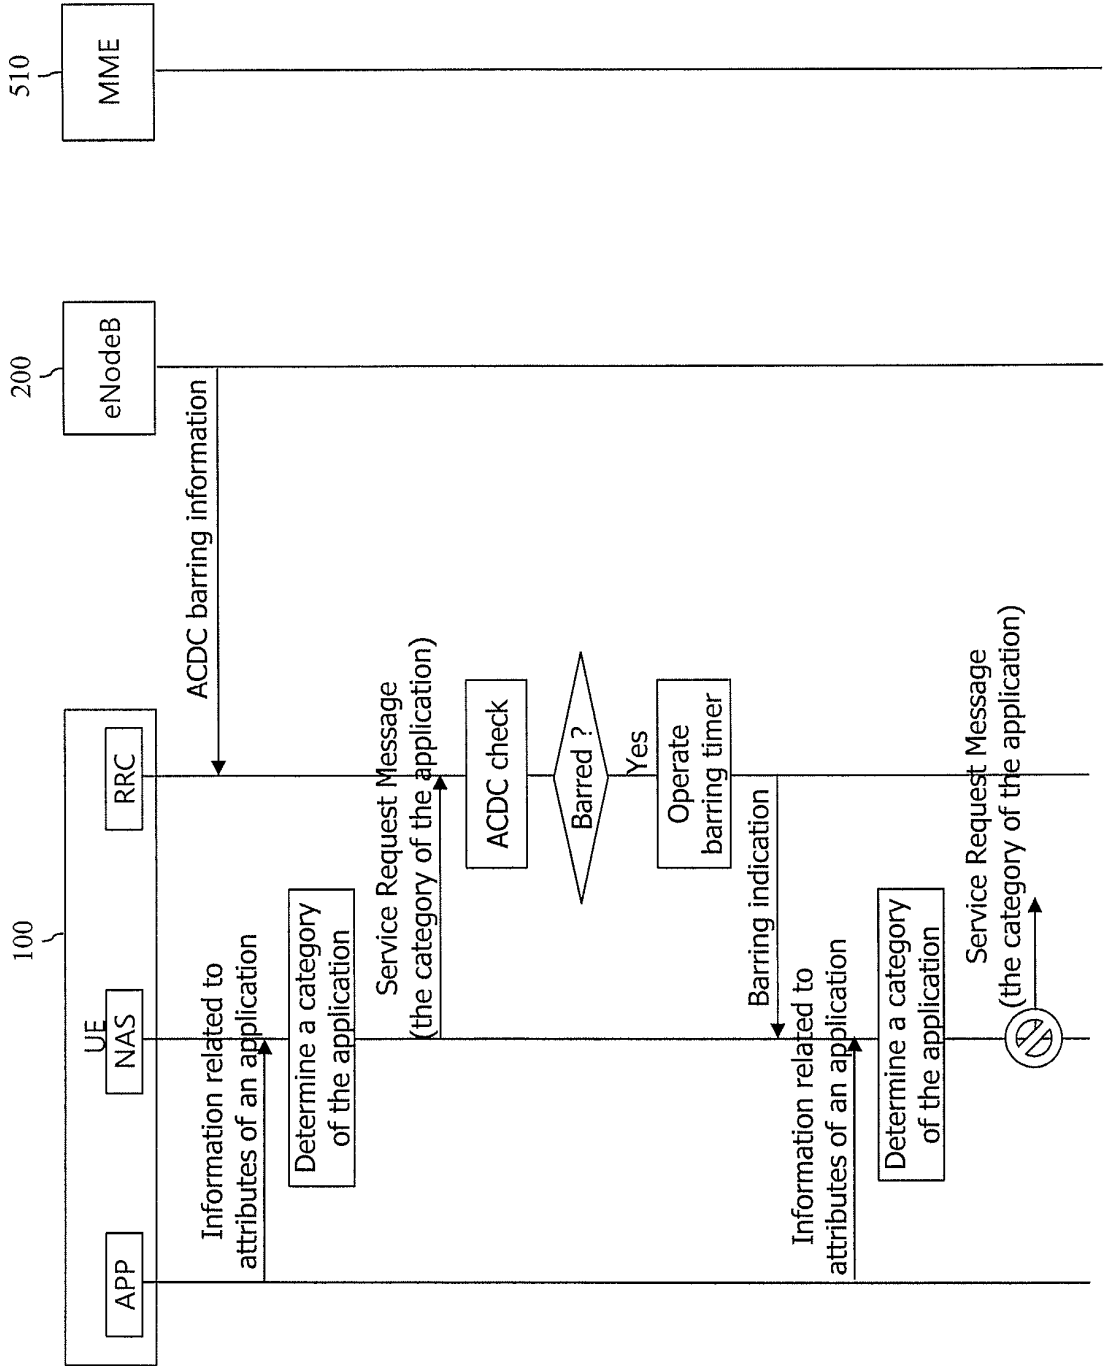 100
200
510
UE
APP
NAS
RRC
eNodeB
MME
ACDC barring information
Information related to
attributes of an application
Determine a category
of the application
Service Request Message
(the category of the application)
ACDC check
Barred ?
Yes
Operate
barring timer
Barring indication
Information related to
attributes of an application
Determine a category
of the application
Service Request Message
(the category of the application)